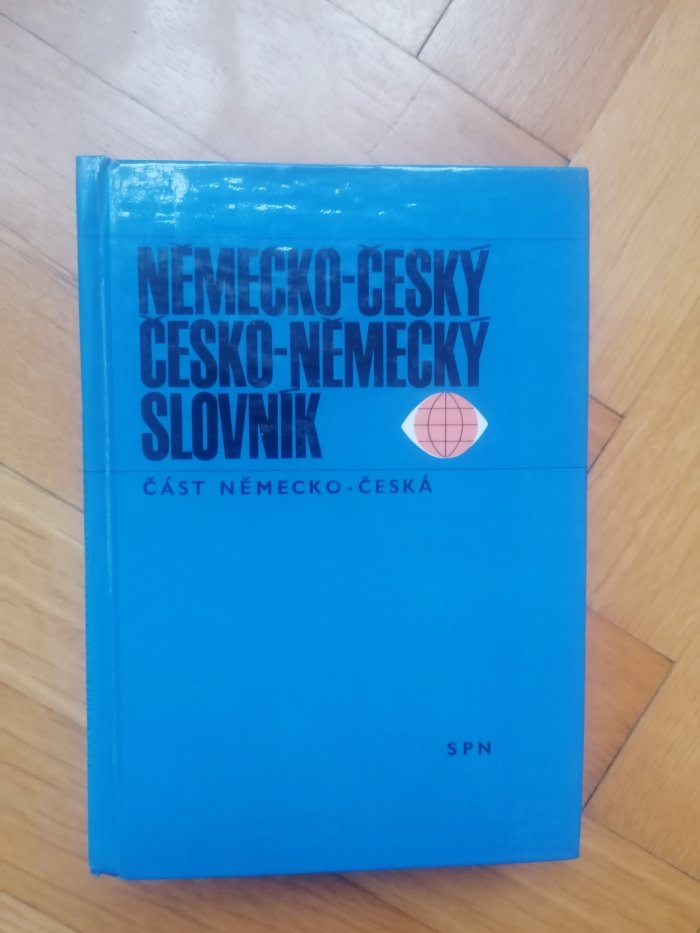 NĚMECKO-ČESKÝ
ČESKO-NĚMECKÝ
SLOVNÍK
ČÁST NĚMECKO-ČESKÁ
SPN